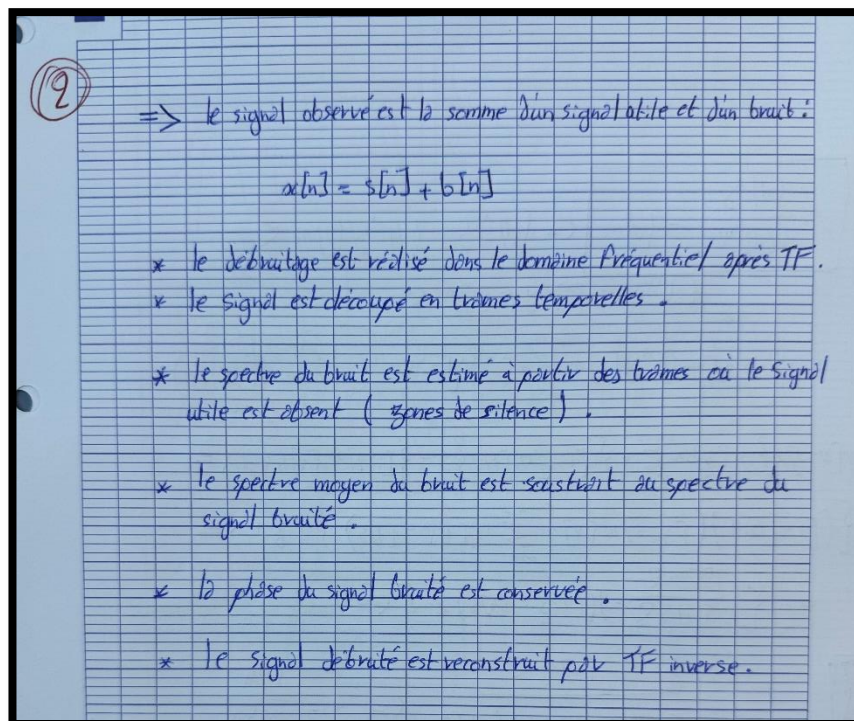 2
=> le signal observé est la somme d'un signal utile et d'un bruit :
x[n] = s[n] + b[n]
* le débruitage est réalisé dans le domaine fréquentiel après TF.
* le signal est découpé en trames temporelles.
* le spectre du bruit est estimé à partir des trames où le signal
utile est absent ( zones de silence ).
* le spectre moyen du bruit est soustrait au spectre du
signal bruité.
* la phase du signal bruité est conservée.
* le signal débruité est reconstruit par TF inverse.